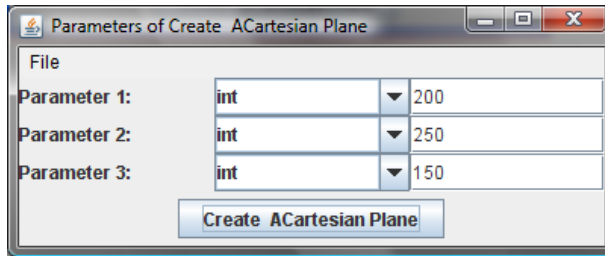 Parameters of Create ACartesian Plane
File
Parameter 1: int 200
Parameter 2: int 250
Parameter 3: int 150
Create ACartesian Plane